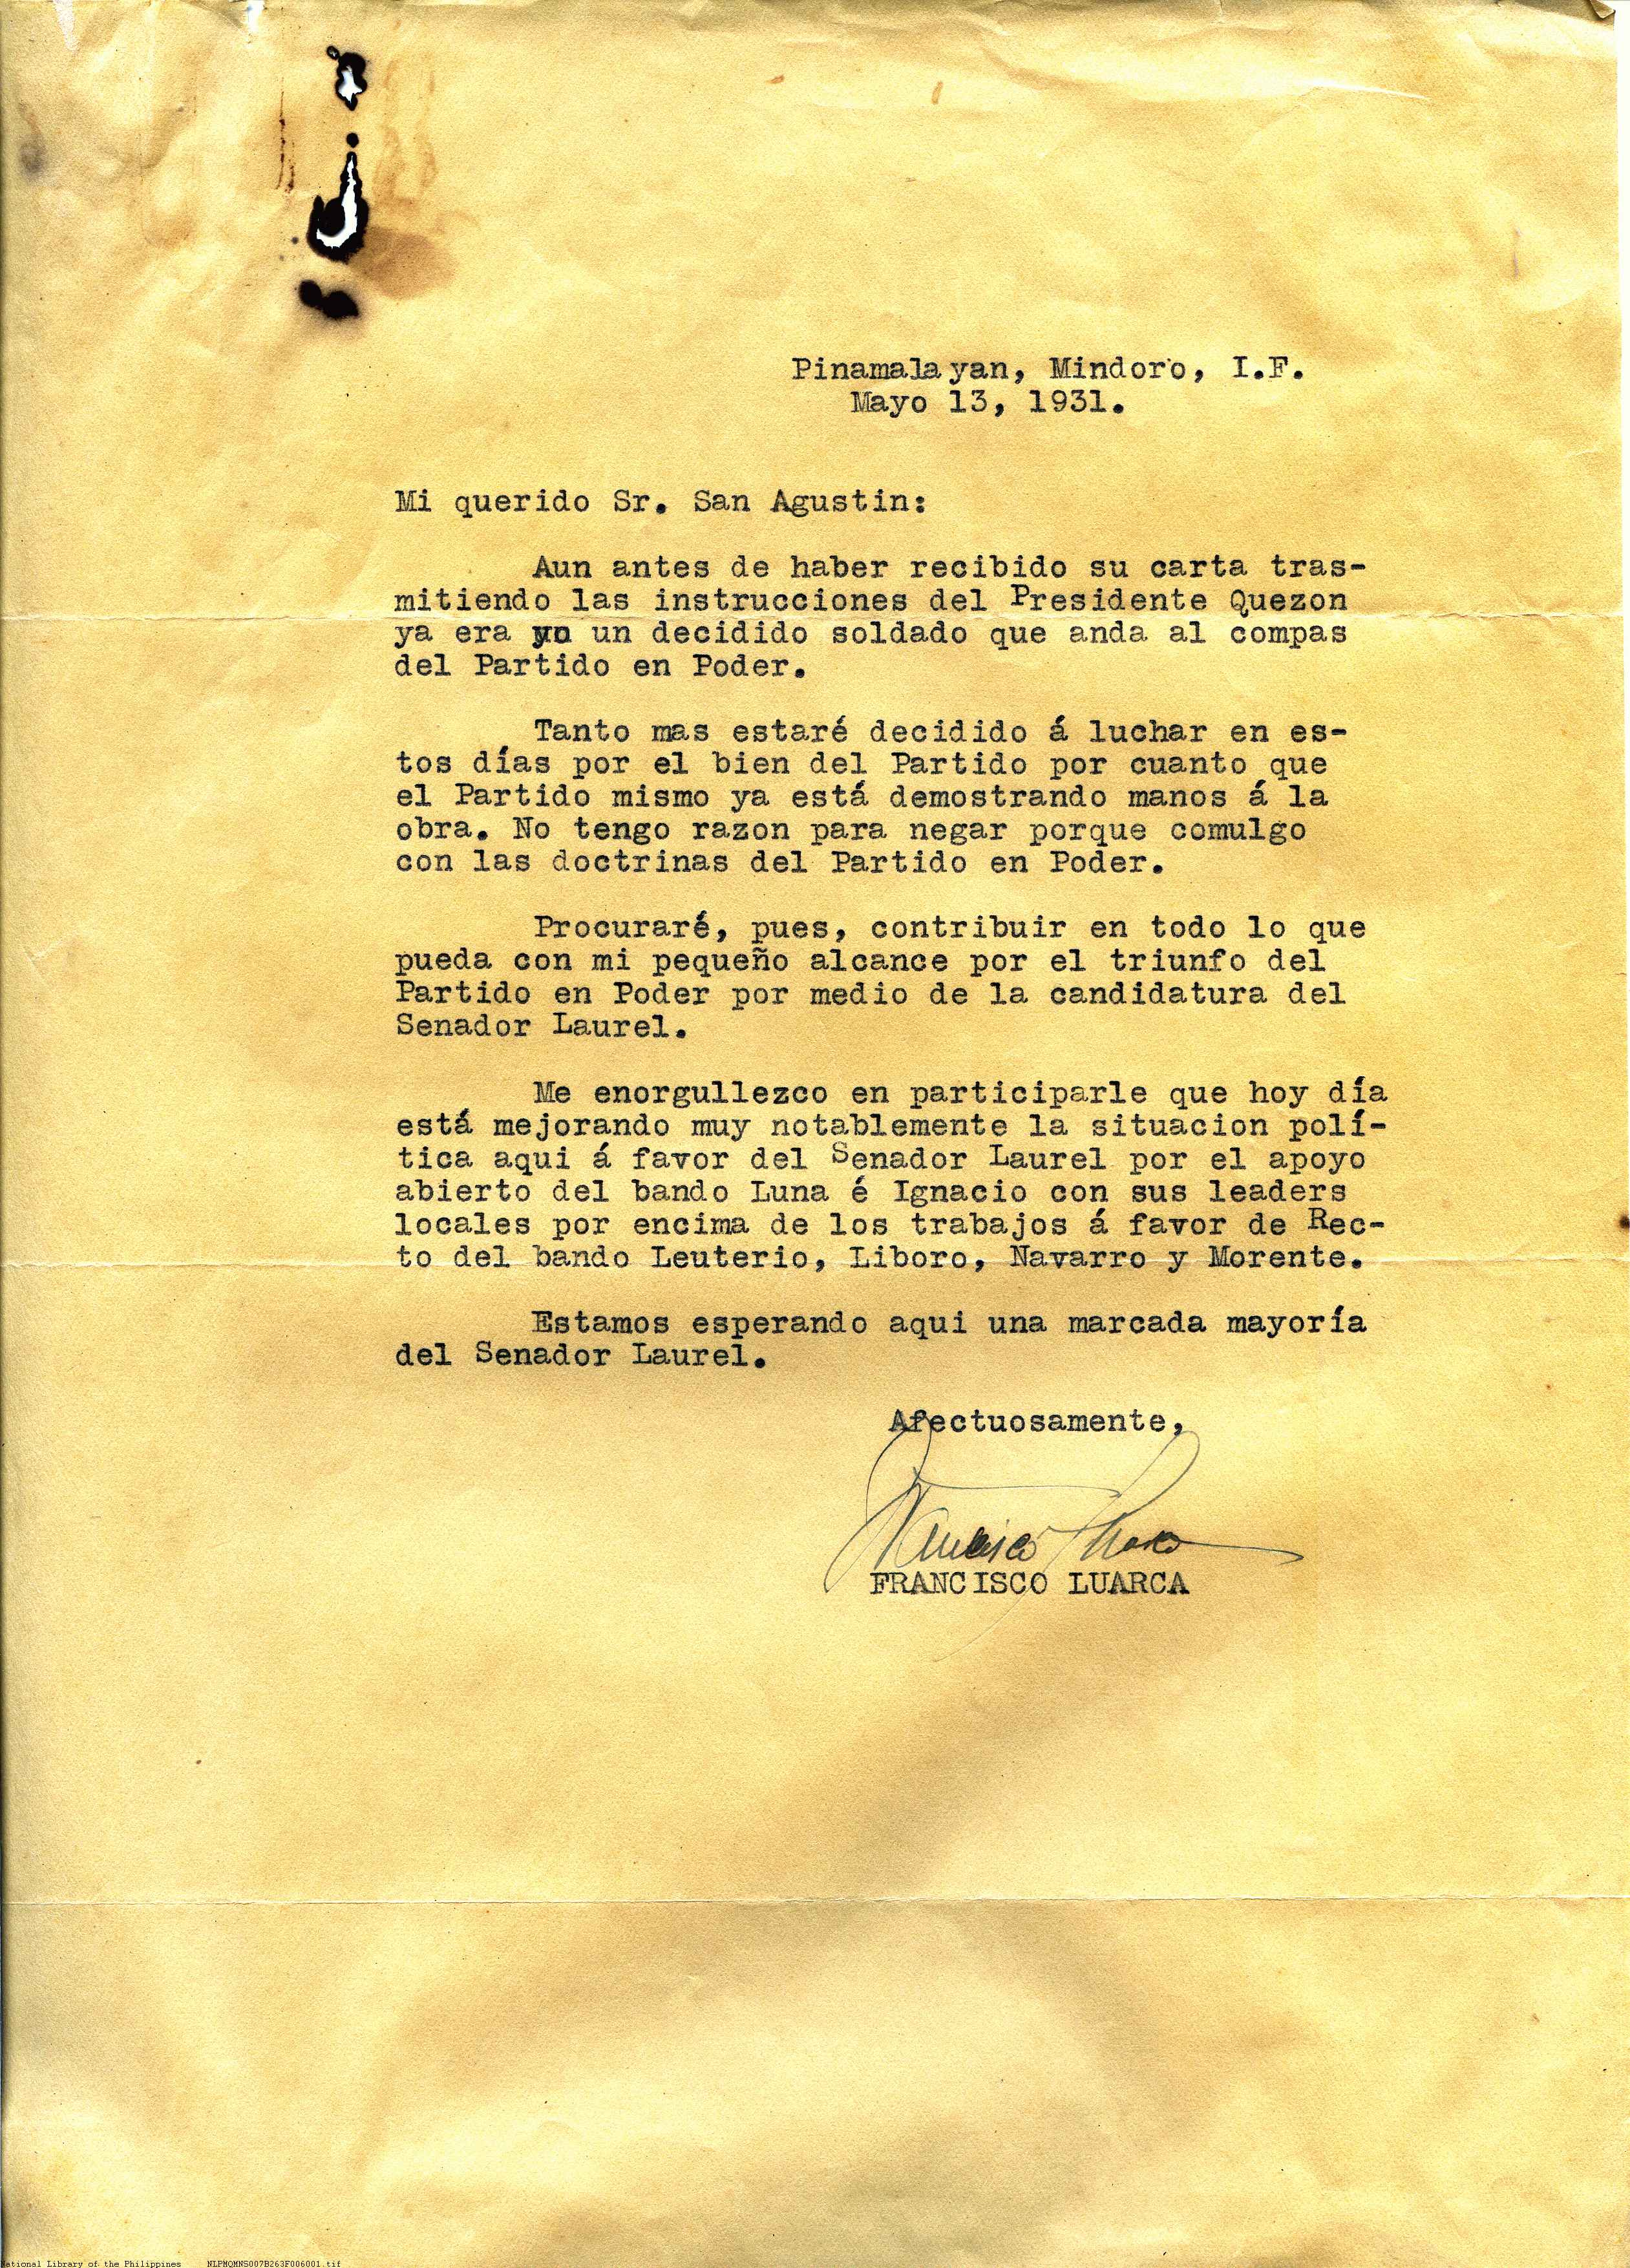 Pinamalayan, Mindoro, I.F.
Mayo 13, 1931.
Mi querido Sr. San Agustin:
Aun antes de haber recibido su carta tras-
mitiendo las instrucciones del Presidente Quezon
ya era yo un decidido soldado que anda al compas
del Partido en Poder.
Tanto mas estaré decidido á luchar en es-
tos días por el bien del Partido por cuanto que
el Partido mismo ya está demostrando manos á la
obra. No tengo razon para negar porque comulgo
con las doctrinas del Partido en Poder.
Procuraré, pues, contribuir en todo lo que
pueda con mi pequeño alcance por el triunfo del
Partido en Poder por medio de la candidatura del
Senador Laurel.
Me enorgullezco en participarle que hoy día
está mejorando muy notablemente la situacion polí-
tica aqui á favor del Senador Laurel por el apoyo
abierto del bando Luna é Ignacio con sus leaders
locales por encima de los trabajos á favor de Rec-
to del bando Leuterio, Liboro, Navarro y Morente.
Estamos esperando aqui una marcada mayoría
del Senador Laurel.
Afectuosamente,
Francisco Luarca
FRANCISCO LUARCA
National Library of the Philippines NLPMQMNS007B263F006001.tif